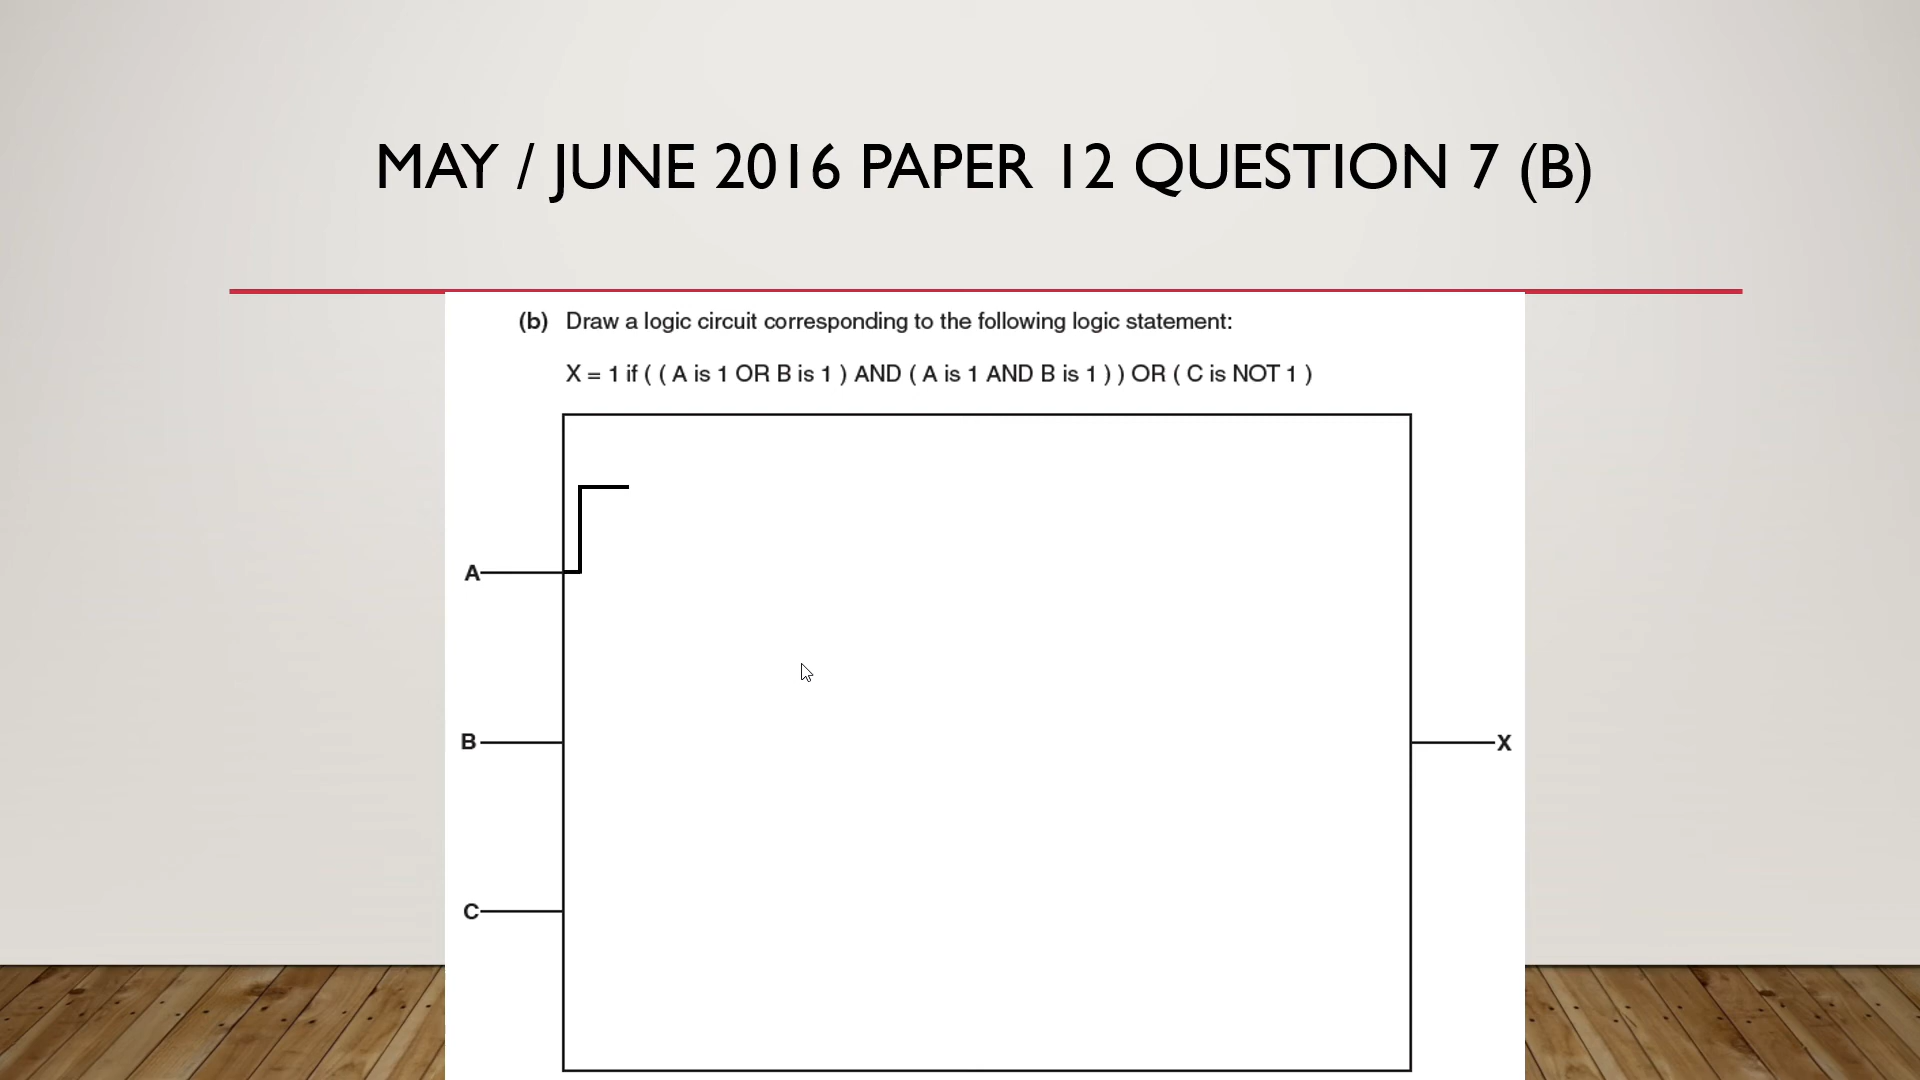 MAY / JUNE 2016 PAPER 12 QUESTION 7 (B)
(b) Draw a logic circuit corresponding to the following logic statement:
X = 1 if ( ( A is 1 OR B is 1 ) AND ( A is 1 AND B is 1 ) ) OR ( C is NOT 1 )
A
B
X
C